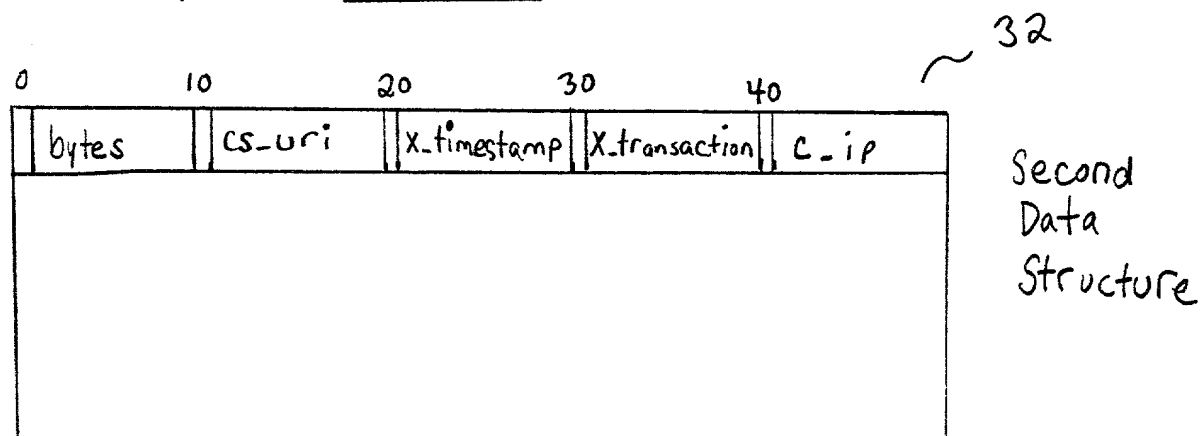 32
0 10 20 30 40
bytes cs_uri x_timestamp x_transaction c_ip
Second
Data
Structure